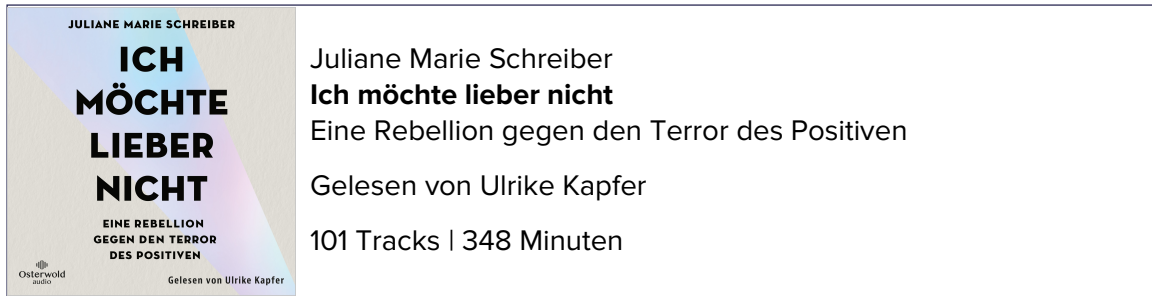 JULIANE MARIE SCHREIBER
ICH
MÖCHTE
LIEBER
NICHT
EINE REBELLION
GEGEN DEN TERROR
DES POSITIVEN
Osterwold
audio
Gelesen von Ulrike Kapfer
Juliane Marie Schreiber
Ich möchte lieber nicht
Eine Rebellion gegen den Terror des Positiven
Gelesen von Ulrike Kapfer
101 Tracks | 348 Minuten